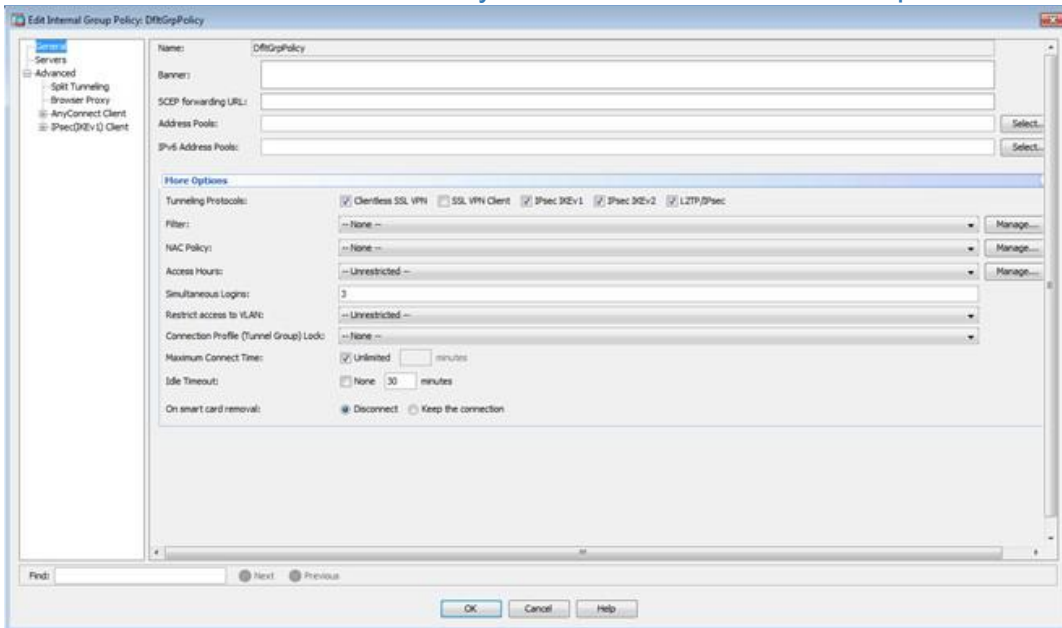 Edit Internal Group Policy: DfltGrpPolicy
General
Servers
Advanced
Split Tunneling
Browser Proxy
AnyConnect Client
IPsec(IKEv1) Client
Name: DfltGrpPolicy
Banner:
SCEP forwarding URL:
Address Pools: Select...
IPv6 Address Pools: Select...
More Options
Tunneling Protocols: Clientless SSL VPN SSL VPN Client IPsec IKEv1 IPsec IKEv2 L2TP/IPsec
Filter: -- None -- Manage...
NAC Policy: -- None -- Manage...
Access Hours: -- Unrestricted -- Manage...
Simultaneous Logins: 3
Restrict access to VLAN: -- Unrestricted --
Connection Profile (Tunnel Group) Lock: -- None --
Maximum Connect Time: Unlimited minutes
Idle Timeout: None 30 minutes
On smart card removal: Disconnect Keep the connection
Find: Next Previous
OK Cancel Help